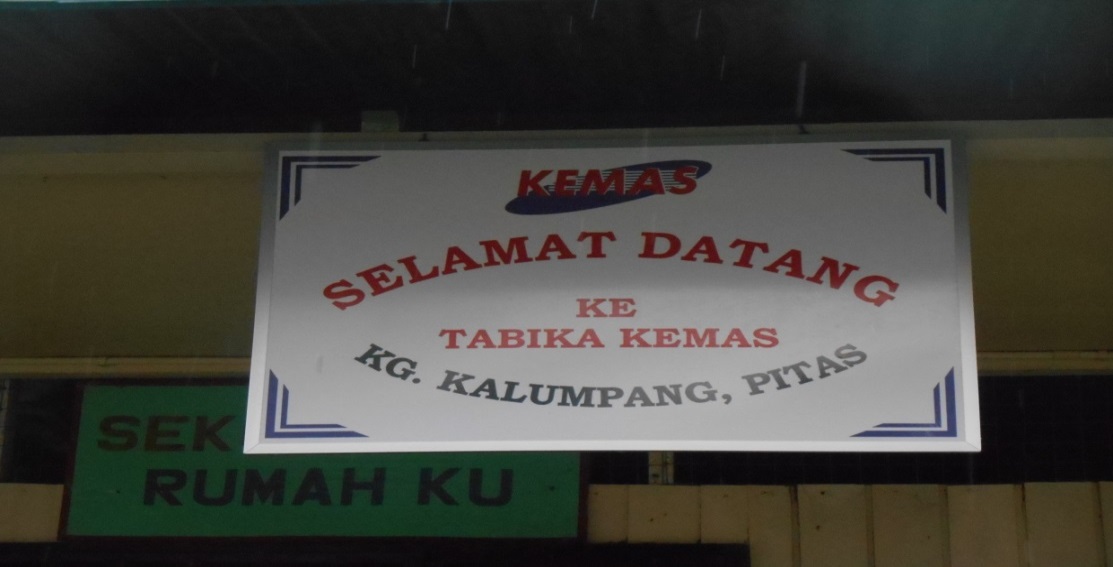 KEMAS
SELAMAT DATANG
KE
TABIKA KEMAS
KG. KALUMPANG, PITAS
RUMAH KU